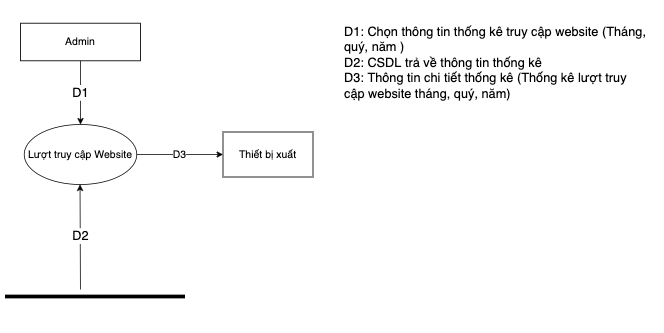 Admin
D1
Lượt truy cập Website
D3
Thiết bị xuất
D2
D1: Chọn thông tin thống kê truy cập website (Tháng,
quý, năm )
D2: CSDL trả về thông tin thống kê
D3: Thông tin chi tiết thống kê (Thống kê lượt truy
cập website tháng, quý, năm)